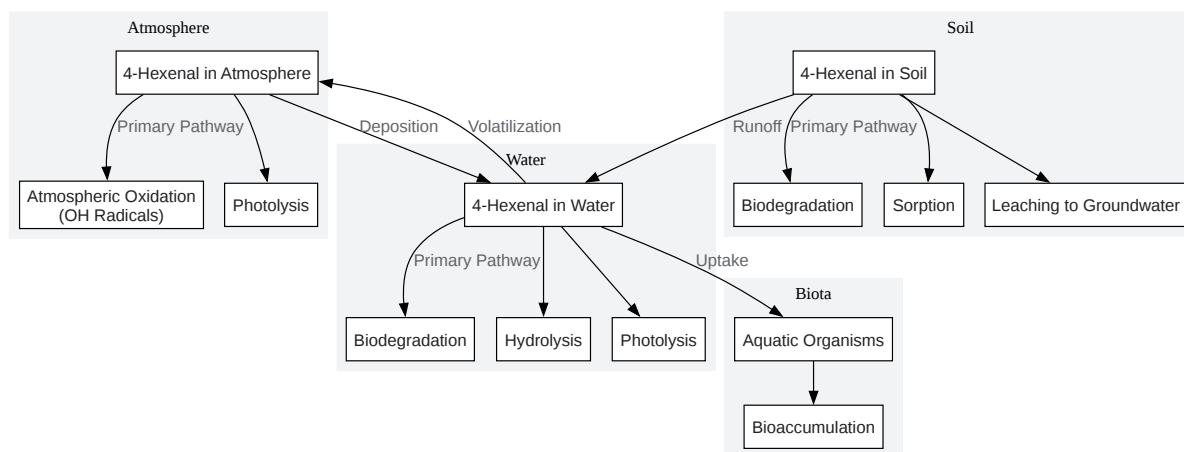 Atmosphere
Soil
4-Hexenal in Atmosphere
4-Hexenal in Soil
Primary Pathway
Deposition
Volatilization
Runoff
Primary Pathway
Water
Atmospheric Oxidation
(OH Radicals)
Photolysis
4-Hexenal in Water
Biodegradation
Sorption
Leaching to Groundwater
Primary Pathway
Uptake
Biota
Biodegradation
Hydrolysis
Photolysis
Aquatic Organisms
Bioaccumulation